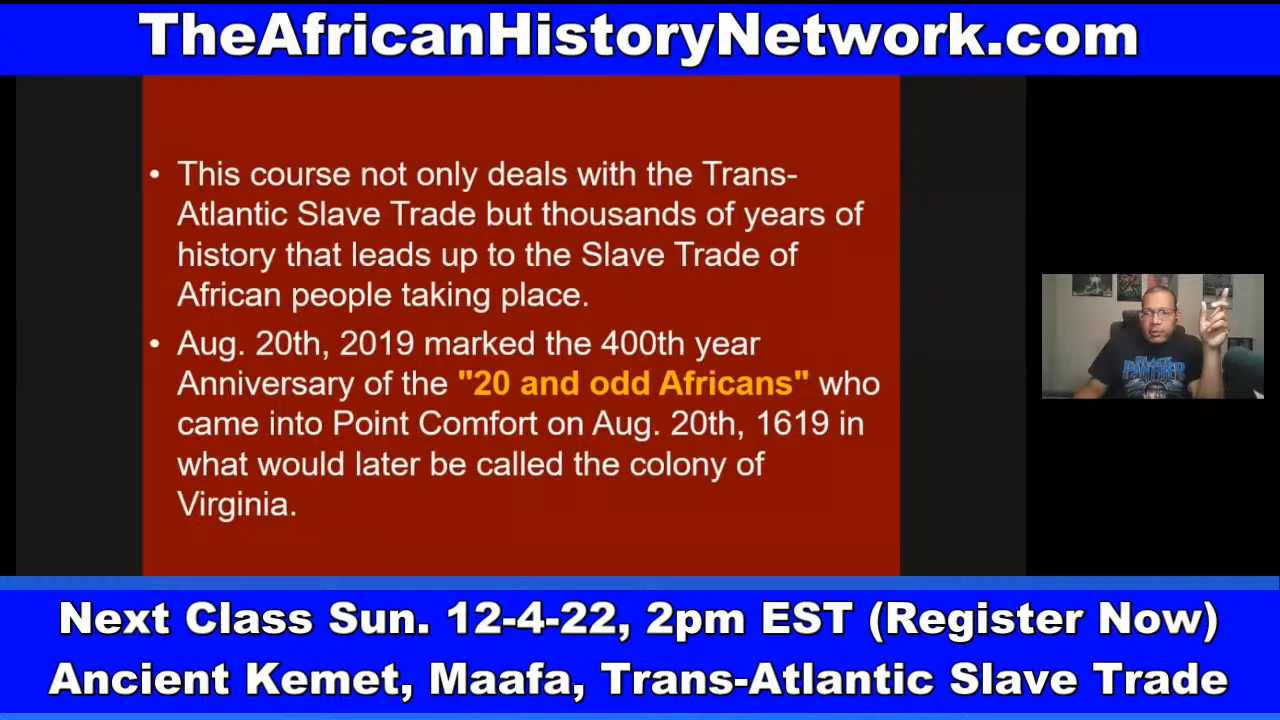 TheAfricanHistoryNetwork.com
• This course not only deals with the Trans-
Atlantic Slave Trade but thousands of years of
history that leads up to the Slave Trade of
African people taking place.
• Aug. 20th, 2019 marked the 400th year
Anniversary of the "20 and odd Africans" who
came into Point Comfort on Aug. 20th, 1619 in
what would later be called the colony of
Virginia.
BLACK
PANTHER
Next Class Sun. 12-4-22, 2pm EST (Register Now)
Ancient Kemet, Maafa, Trans-Atlantic Slave Trade